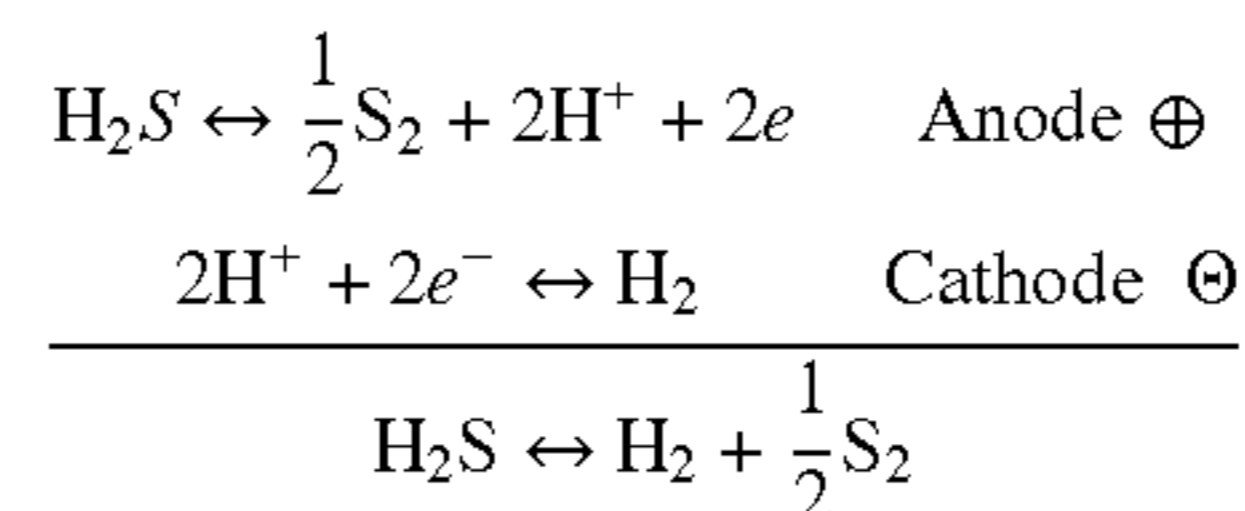 H₂S ↔ ½S₂ + 2H⁺ + 2e Anode ⊕
2H⁺ + 2e⁻ ↔ H₂ Cathode Θ
H₂S ↔ H₂ + ½S₂